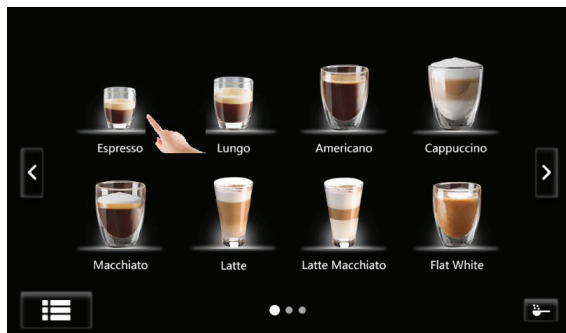 Espresso
Lungo
Americano
Cappuccino
Macchiato
Latte
Latte Macchiato
Flat White